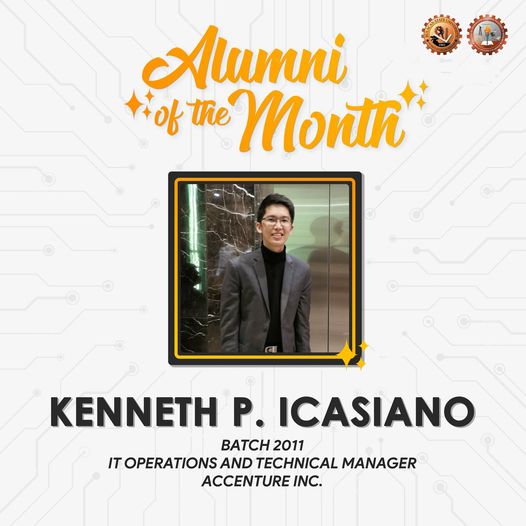 Alumni
of the Month
KENNETH P. ICASIANO
BATCH 2011
IT OPERATIONS AND TECHNICAL MANAGER
ACCENTURE INC.